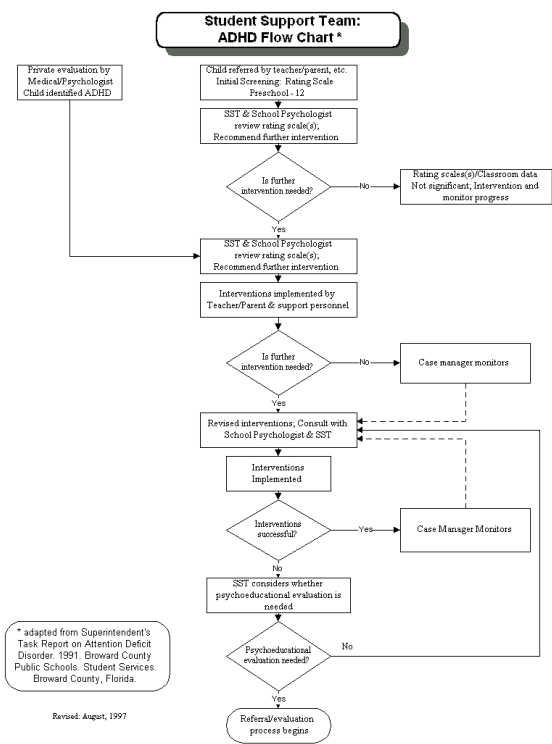 Student Support Team:
ADHD Flow Chart *
Private evaluation by
Medical/Psychologist
Child identified ADHD
Child referred by teacher/parent, etc.
Initial Screening: Rating Scale
Preschool - 12
SST & School Psychologist
review rating scale(s);
Recommend further intervention
Is further
intervention needed?
No
Rating scales(s)/Classroom data
Not significant; Intervention and
monitor progress
Yes
SST & School Psychologist
review rating scale(s);
Recommend further intervention
Interventions implemented by
Teacher/Parent & support personnel
Is further
intervention needed?
No
Case manager monitors
Yes
Revised interventions; Consult with
School Psychologist & SST
Interventions
Implemented
Interventions
successful?
Yes
Case Manager Monitors
No
SST considers whether
psychoeducational evaluation is
needed
Psychoeducational
evaluation needed?
No
Yes
Referral/evaluation
process begins
* adapted from Superintendent's
Task Report on Attention Deficit
Disorder. 1991. Broward County
Public Schools. Student Services.
Broward County, Florida.
Revised: August, 1997